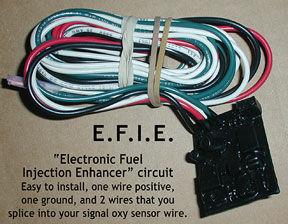 E.F.I.E.
"Electronic Fuel
Injection Enhancer" circuit
Easy to install, one wire positive,
one ground, and 2 wires that you
splice into your signal oxy sensor wire.